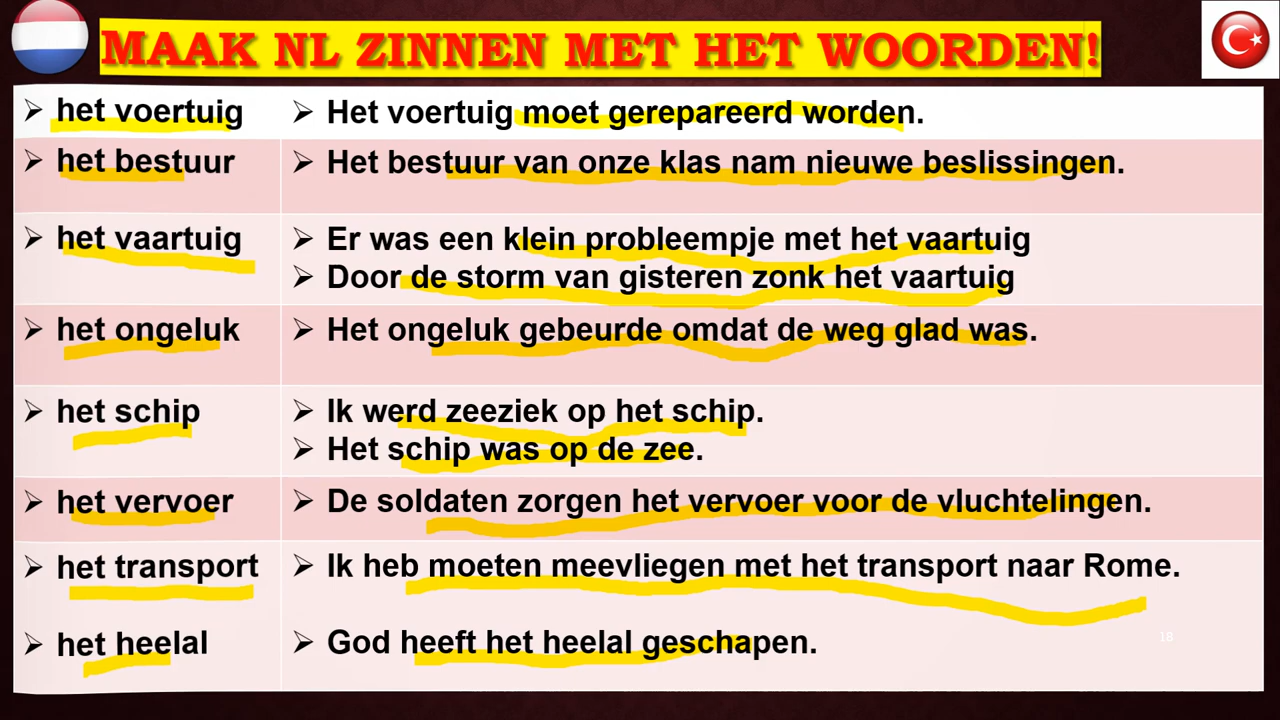 MAAK NL ZINNEN MET HET WOORDEN!
➢ het voertuig ➢ Het voertuig moet gerepareerd worden.
➢ het bestuur ➢ Het bestuur van onze klas nam nieuwe beslissingen.
➢ het vaartuig ➢ Er was een klein probleempje met het vaartuig
➢ Door de storm van gisteren zonk het vaartuig
➢ het ongeluk ➢ Het ongeluk gebeurde omdat de weg glad was.
➢ het schip ➢ Ik werd zeeziek op het schip.
➢ Het schip was op de zee.
➢ het vervoer ➢ De soldaten zorgen het vervoer voor de vluchtelingen.
➢ het transport ➢ Ik heb moeten meevliegen met het transport naar Rome.
18
➢ het heelal ➢ God heeft het heelal geschapen.